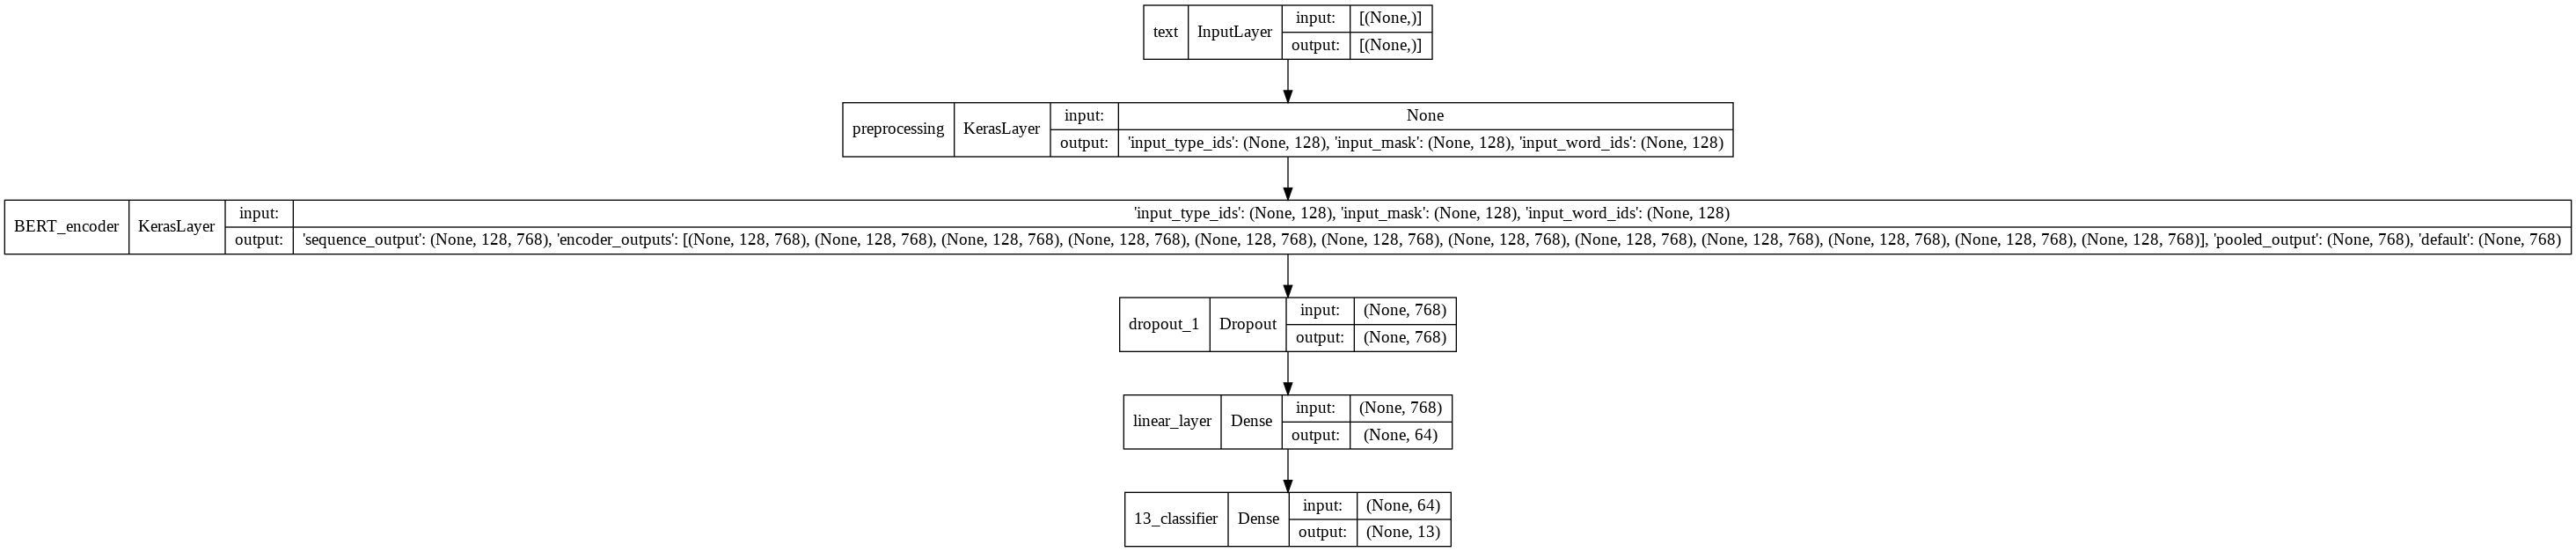 text InputLayer input: [(None,)]
output: [(None,)]
preprocessing KerasLayer input: None
output: 'input_type_ids': (None, 128), 'input_mask': (None, 128), 'input_word_ids': (None, 128)
BERT_encoder KerasLayer input: 'input_type_ids': (None, 128), 'input_mask': (None, 128), 'input_word_ids': (None, 128)
output: 'sequence_output': (None, 128, 768), 'encoder_outputs': [(None, 128, 768), (None, 128, 768), (None, 128, 768), (None, 128, 768), (None, 128, 768), (None, 128, 768), (None, 128, 768), (None, 128, 768), (None, 128, 768), (None, 128, 768), (None, 128, 768), (None, 128, 768)], 'pooled_output': (None, 768), 'default': (None, 768)
dropout_1 Dropout input: (None, 768)
output: (None, 768)
linear_layer Dense input: (None, 768)
output: (None, 64)
13_classifier Dense input: (None, 64)
output: (None, 13)